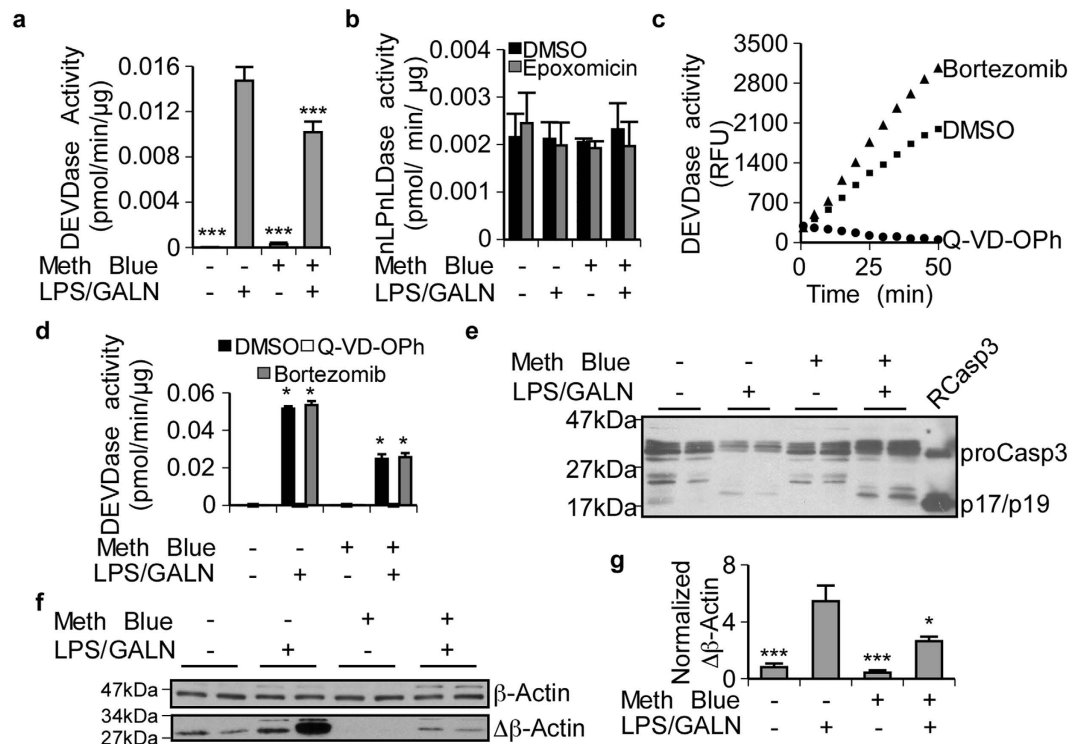 a
DEVDase Activity
(pmol/min/µg)
0.016
0.012
0.008
0.004
0
***
***
***
Meth Blue - - + +
LPS/GALN - + - +
b
nLPnLDase activity
(pmol/ min/ µg)
0.004
0.003
0.002
0.001
0
DMSO
Epoxomicin
Meth Blue - - + +
LPS/GALN - + - +
c
DEVDase activity
(RFU)
3500
2800
2100
1400
700
0
Bortezomib
DMSO
Q-VD-OPh
0 25 50
Time (min)
d
DEVDase activity
(pmol/min/µg)
0.06
0.04
0.02
0
DMSO Q-VD-OPh
Bortezomib
* *
* *
Meth Blue - - + +
LPS/GALN - + - +
e
Meth Blue - - + +
LPS/GALN - + - +
RCasp3
47kDa
27kDa
17kDa
proCasp3
p17/p19
f
Meth Blue - - + +
LPS/GALN - + - +
47kDa
β-Actin
34kDa
27kDa
Δβ-Actin
g
Normalized
Δβ-Actin
8
4
0
***
***
*
Meth Blue - - + +
LPS/GALN - + - +